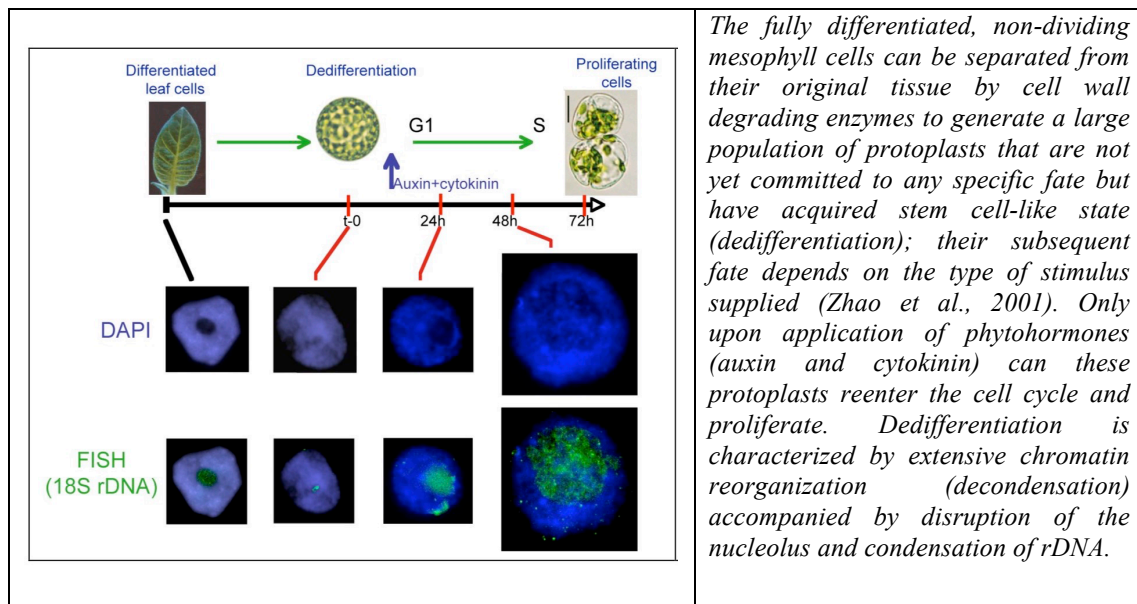 Differentiated
leaf cells
Dedifferentiation
Proliferating
cells
G1
S
Auxin+cytokinin
t-0
24h
48h
72h
DAPI
FISH
(18S rDNA)
The fully differentiated, non-dividing
mesophyll cells can be separated from
their original tissue by cell wall
degrading enzymes to generate a large
population of protoplasts that are not
yet committed to any specific fate but
have acquired stem cell-like state
(dedifferentiation); their subsequent
fate depends on the type of stimulus
supplied (Zhao et al., 2001). Only
upon application of phytohormones
(auxin and cytokinin) can these
protoplasts reenter the cell cycle and
proliferate. Dedifferentiation is
characterized by extensive chromatin
reorganization (decondensation)
accompanied by disruption of the
nucleolus and condensation of rDNA.